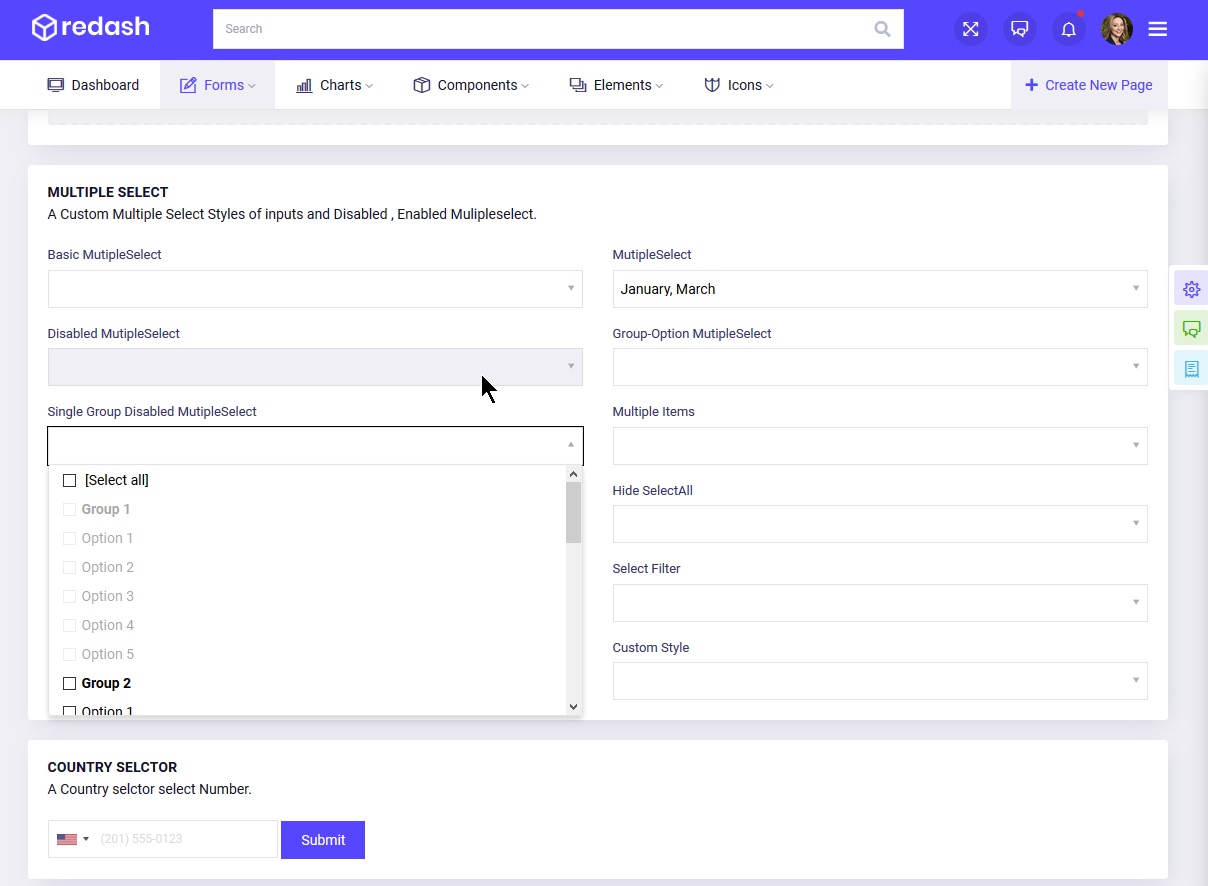 redash
Search
Dashboard
Forms
Charts
Components
Elements
Icons
Create New Page
MULTIPLE SELECT
A Custom Multiple Select Styles of inputs and Disabled , Enabled Mulipleselect.
Basic MutipleSelect
MutipleSelect
January, March
Disabled MutipleSelect
Group-Option MutipleSelect
Single Group Disabled MutipleSelect
Multiple Items
[Select all]
Group 1
Option 1
Option 2
Option 3
Option 4
Option 5
Group 2
Option 1
Hide SelectAll
Select Filter
Custom Style
COUNTRY SELCTOR
A Country selctor select Number.
(201) 555-0123
Submit